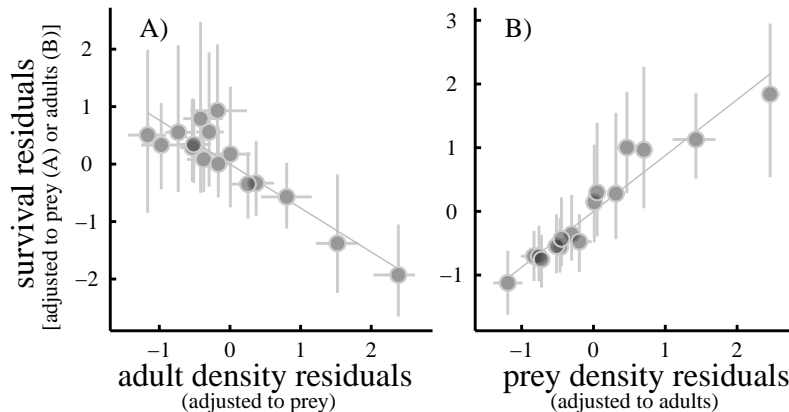 A)
B)
survival residuals
[adjusted to prey (A) or adults (B)]
2
1
0
−1
−2
3
2
1
0
−1
−1 0 1 2
−1 0 1 2
adult density residuals
(adjusted to prey)
prey density residuals
(adjusted to adults)